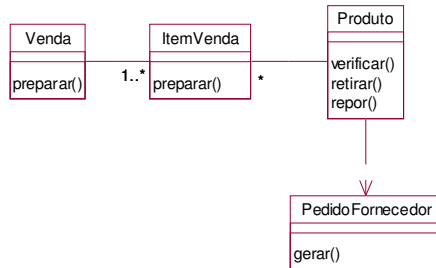 Venda
preparar()
1..*
ItemVenda
preparar()
*
Produto
verificar()
retirar()
repor()
PedidoFornecedor
gerar()